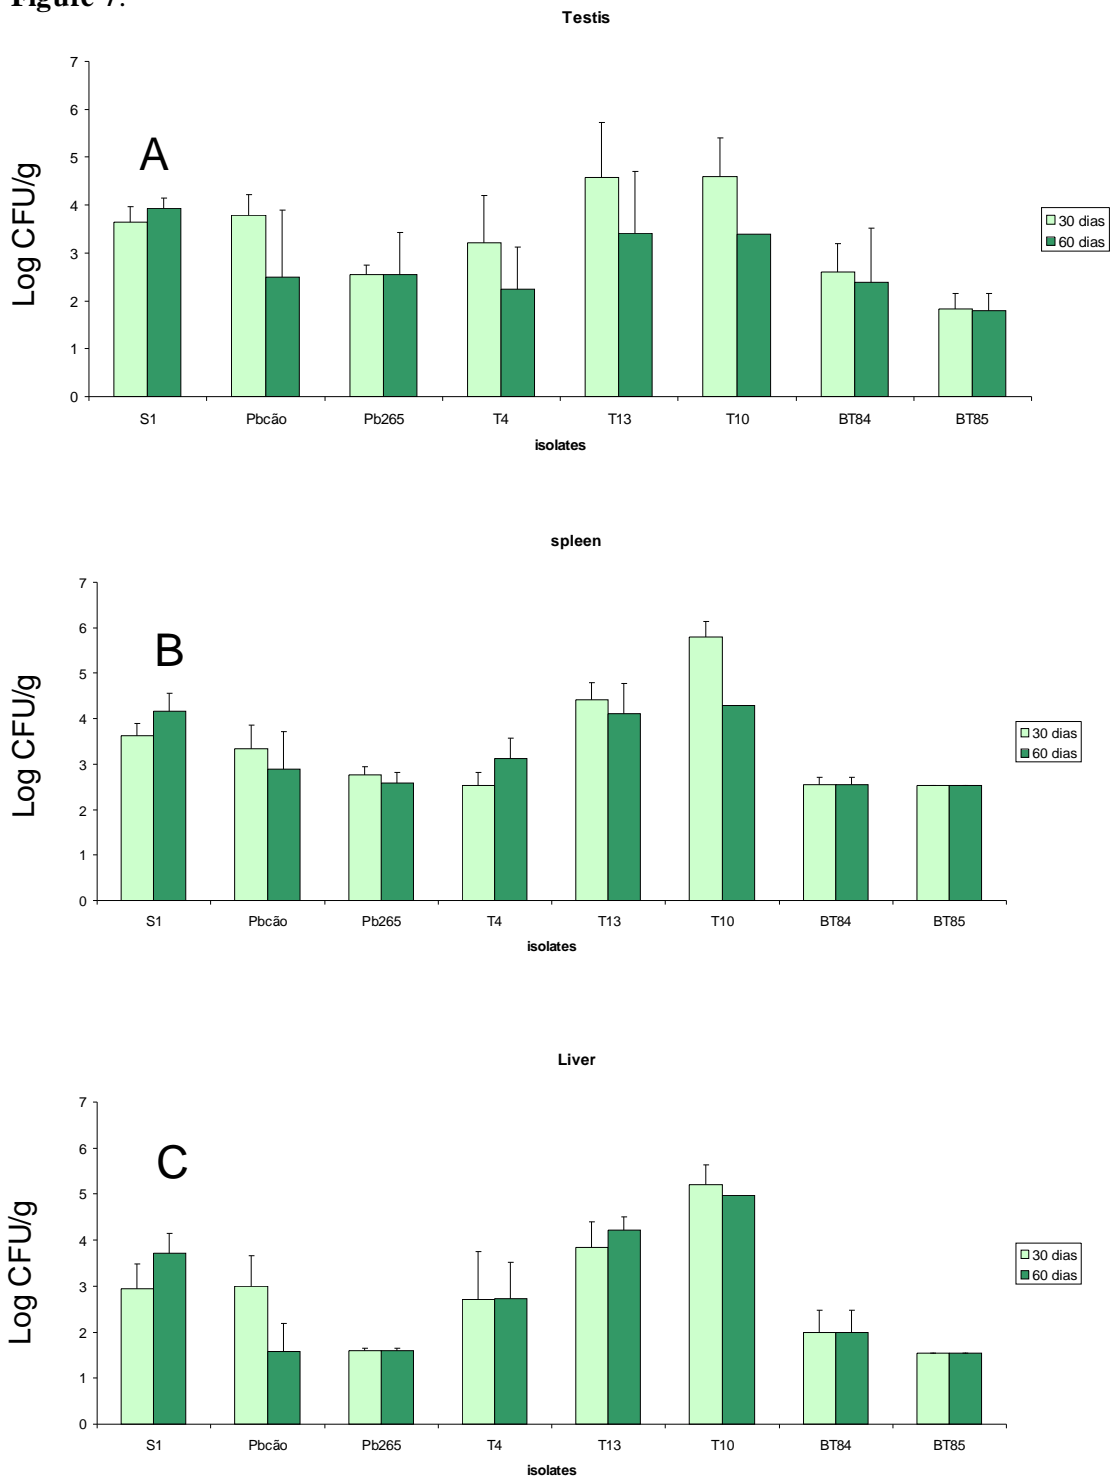 Figure 7.
Testis
7
6
5
4
3
2
1
0
Log CFU/g
A
S1 Pbcão Pb265 T4 T13 T10 BT84 BT85
isolates
30 dias
60 dias
spleen
7
6
5
4
3
2
1
0
Log CFU/g
B
S1 Pbcão Pb265 T4 T13 T10 BT84 BT85
isolates
30 dias
60 dias
Liver
7
6
5
4
3
2
1
0
Log CFU/g
C
S1 Pbcão Pb265 T4 T13 T10 BT84 BT85
isolates
30 dias
60 dias